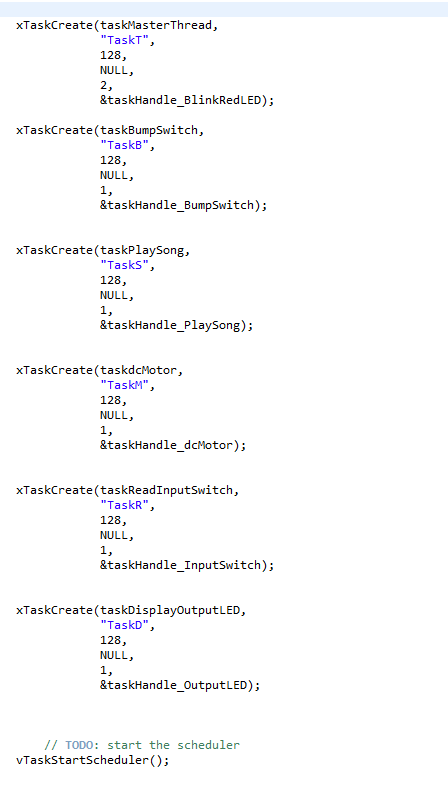 xTaskCreate(taskMasterThread,
"TaskT",
128,
NULL,
2,
&taskHandle_BlinkRedLED);
xTaskCreate(taskBumpSwitch,
"TaskB",
128,
NULL,
1,
&taskHandle_BumpSwitch);
xTaskCreate(taskPlaySong,
"TaskS",
128,
NULL,
1,
&taskHandle_PlaySong);
xTaskCreate(taskdcMotor,
"TaskM",
128,
NULL,
1,
&taskHandle_dcMotor);
xTaskCreate(taskReadInputSwitch,
"TaskR",
128,
NULL,
1,
&taskHandle_InputSwitch);
xTaskCreate(taskDisplayOutputLED,
"TaskD",
128,
NULL,
1,
&taskHandle_OutputLED);
// TODO: start the scheduler
vTaskStartScheduler();